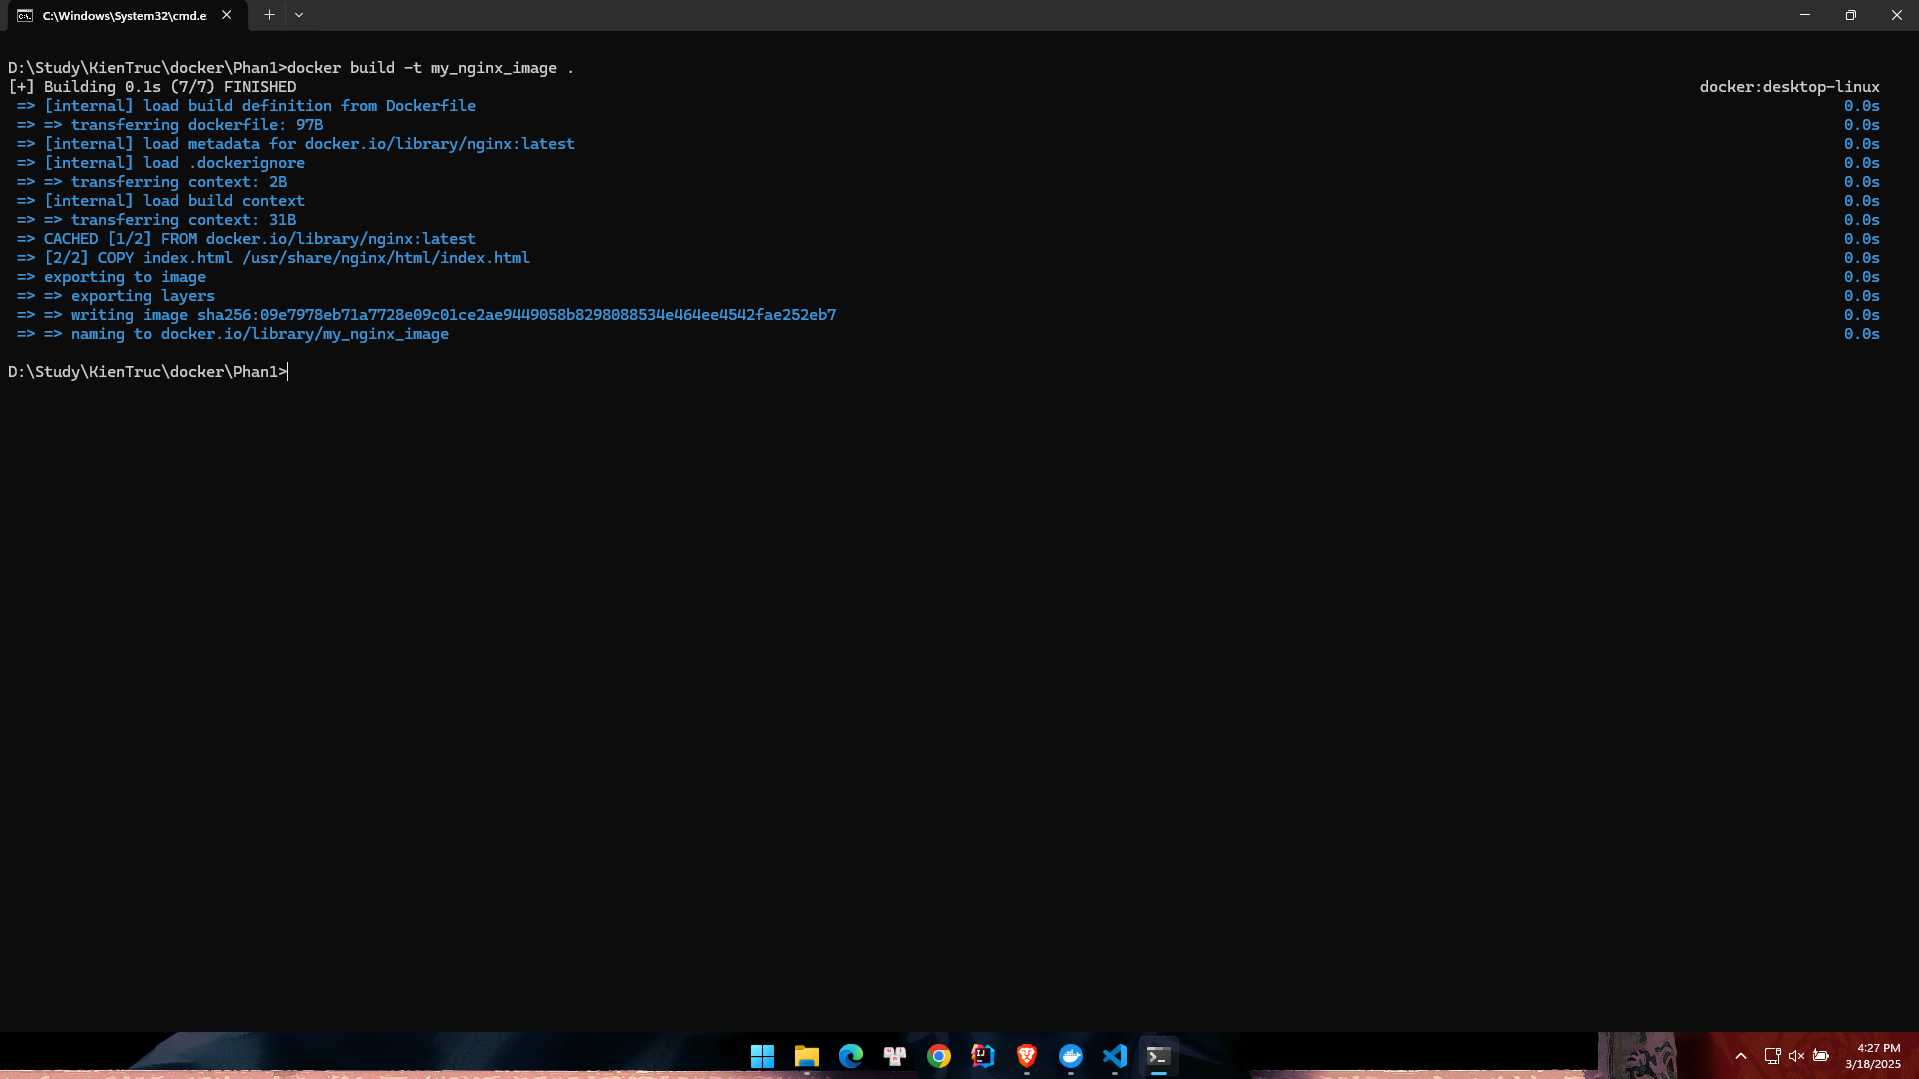 C:\Windows\System32\cmd.e
D:\Study\KienTruc\docker\Phan1>docker build -t my_nginx_image .
[+] Building 0.1s (7/7) FINISHED docker:desktop-linux
=> [internal] load build definition from Dockerfile 0.0s
=> => transferring dockerfile: 97B 0.0s
=> [internal] load metadata for docker.io/library/nginx:latest 0.0s
=> [internal] load .dockerignore 0.0s
=> => transferring context: 2B 0.0s
=> [internal] load build context 0.0s
=> => transferring context: 31B 0.0s
=> CACHED [1/2] FROM docker.io/library/nginx:latest 0.0s
=> [2/2] COPY index.html /usr/share/nginx/html/index.html 0.0s
=> exporting to image 0.0s
=> => exporting layers 0.0s
=> => writing image sha256:09e7978eb71a7728e09c01ce2ae9449058b8298088534e464ee4542fae252eb7 0.0s
=> => naming to docker.io/library/my_nginx_image 0.0s
D:\Study\KienTruc\docker\Phan1>
4:27 PM
3/18/2025